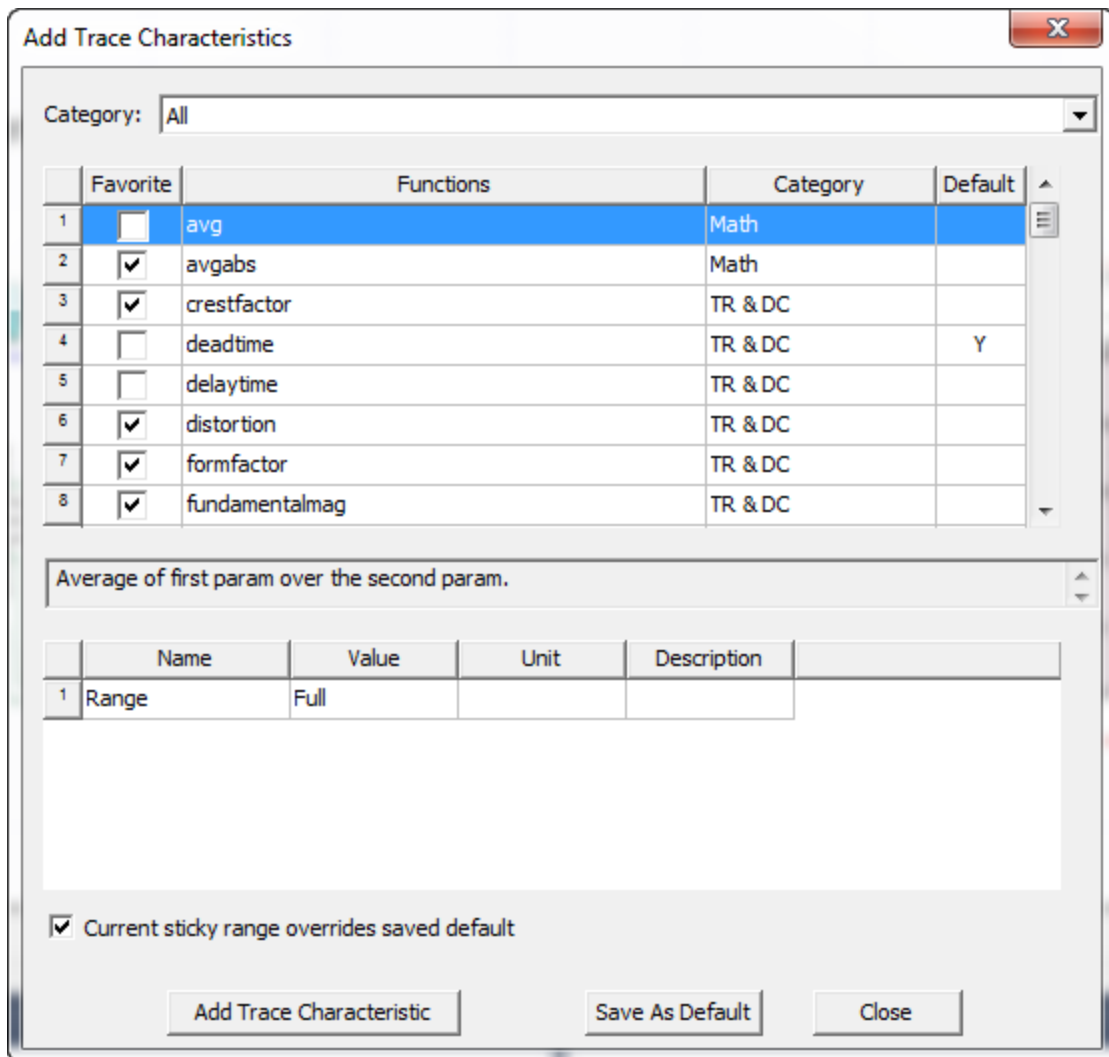 Add Trace Characteristics
Category: All
Favorite Functions Category Default
1 avg Math
2 avgabs Math
3 crestfactor TR & DC
4 deadtime TR & DC Y
5 delaytime TR & DC
6 distortion TR & DC
7 formfactor TR & DC
8 fundamentalmag TR & DC
Average of first param over the second param.
Name Value Unit Description
1 Range Full
Current sticky range overrides saved default
Add Trace Characteristic Save As Default Close